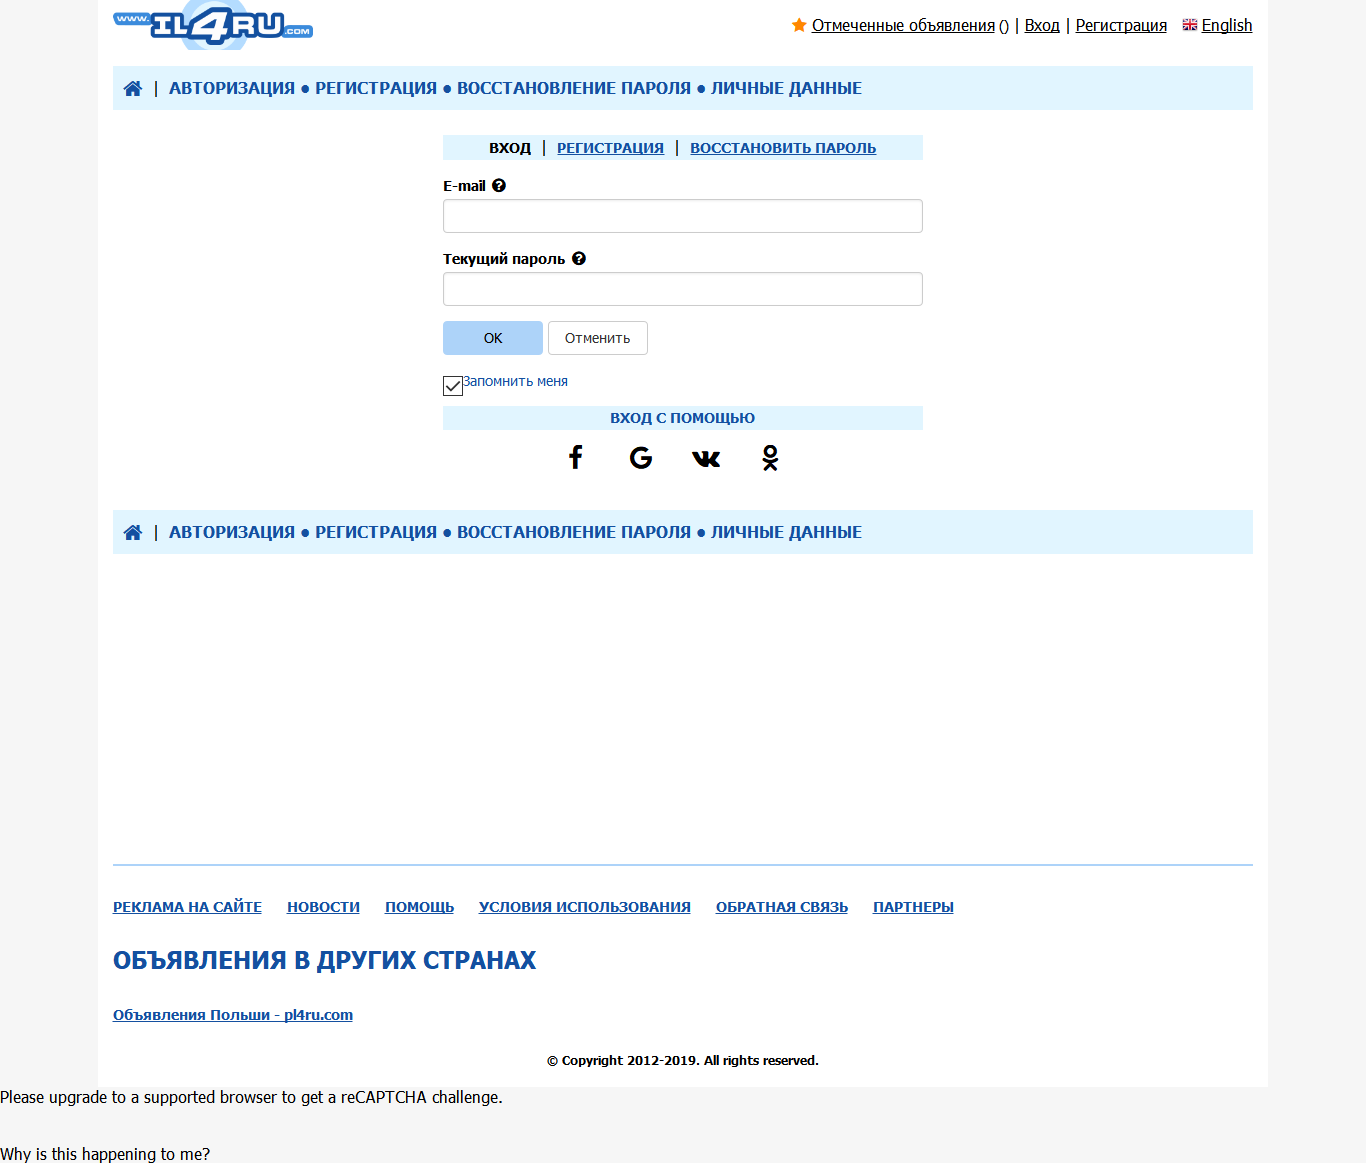 WWW.IL4RU.COM
Отмеченные объявления () | Вход | Регистрация English
| АВТОРИЗАЦИЯ ● РЕГИСТРАЦИЯ ● ВОССТАНОВЛЕНИЕ ПАРОЛЯ ● ЛИЧНЫЕ ДАННЫЕ
ВХОД | РЕГИСТРАЦИЯ | ВОССТАНОВИТЬ ПАРОЛЬ
E-mail
Текущий пароль
OK Отменить
Запомнить меня
ВХОД С ПОМОЩЬЮ
| АВТОРИЗАЦИЯ ● РЕГИСТРАЦИЯ ● ВОССТАНОВЛЕНИЕ ПАРОЛЯ ● ЛИЧНЫЕ ДАННЫЕ
РЕКЛАМА НА САЙТЕ НОВОСТИ ПОМОЩЬ УСЛОВИЯ ИСПОЛЬЗОВАНИЯ ОБРАТНАЯ СВЯЗЬ ПАРТНЕРЫ
ОБЪЯВЛЕНИЯ В ДРУГИХ СТРАНАХ
Объявления Польши - pl4ru.com
© Copyright 2012-2019. All rights reserved.
Please upgrade to a supported browser to get a reCAPTCHA challenge.
Why is this happening to me?